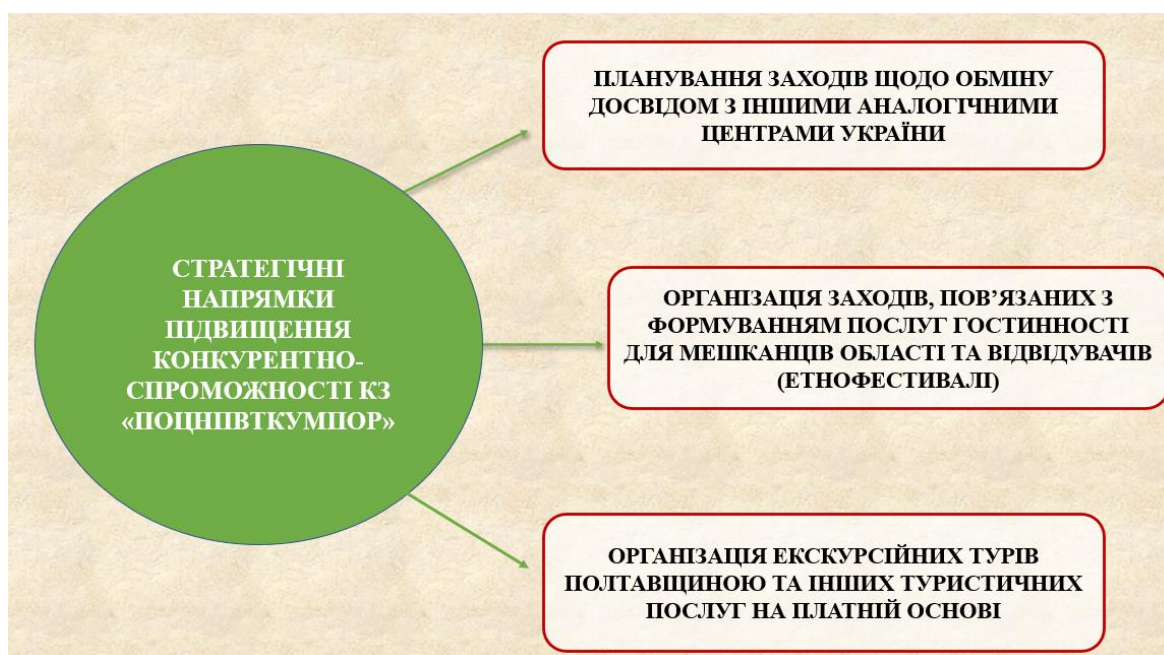 СТРАТЕГІЧНІ
НАПРЯМКИ
ПІДВИЩЕННЯ
КОНКУРЕНТНО-
СПРОМОЖНОСТІ КЗ
«ПОЦНПВТКУМПОР»
ПЛАНУВАННЯ ЗАХОДІВ ЩОДО ОБМІНУ
ДОСВІДОМ З ІНШИМИ АНАЛОГІЧНИМИ
ЦЕНТРАМИ УКРАЇНИ
ОРГАНІЗАЦІЯ ЗАХОДІВ, ПОВ’ЯЗАНИХ З
ФОРМУВАННЯМ ПОСЛУГ ГОСТИННОСТІ
ДЛЯ МЕШКАНЦІВ ОБЛАСТІ ТА ВІДВІДУВАЧІВ
(ЕТНОФЕСТИВАЛІ)
ОРГАНІЗАЦІЯ ЕКСКУРСІЙНИХ ТУРІВ
ПОЛТАВЩИНОЮ ТА ІНШИХ ТУРИСТИЧНИХ
ПОСЛУГ НА ПЛАТНІЙ ОСНОВІ